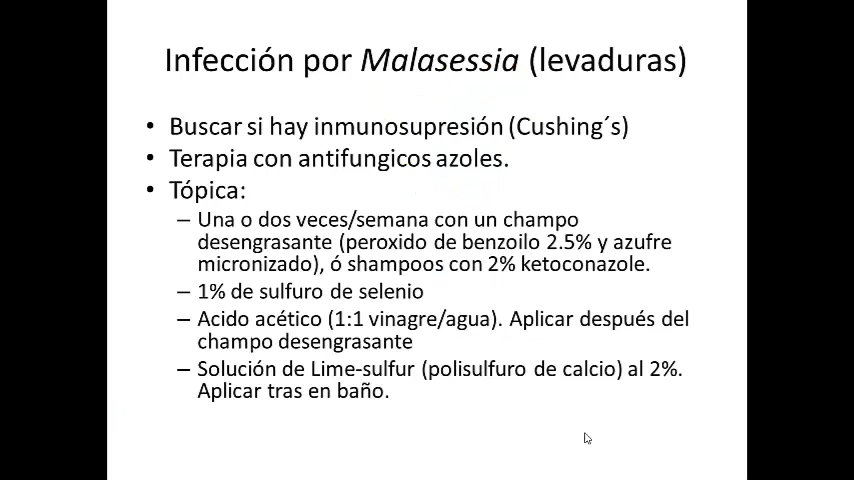 Infección por Malasessia (levaduras)
• Buscar si hay inmunosupresión (Cushing´s)
• Terapia con antifungicos azoles.
• Tópica:
– Una o dos veces/semana con un champo
desengrasante (peroxido de benzoilo 2.5% y azufre
micronizado), ó shampoos con 2% ketoconazole.
– 1% de sulfuro de selenio
– Acido acético (1:1 vinagre/agua). Aplicar después del
champo desengrasante
– Solución de Lime-sulfur (polisulfuro de calcio) al 2%.
Aplicar tras en baño.